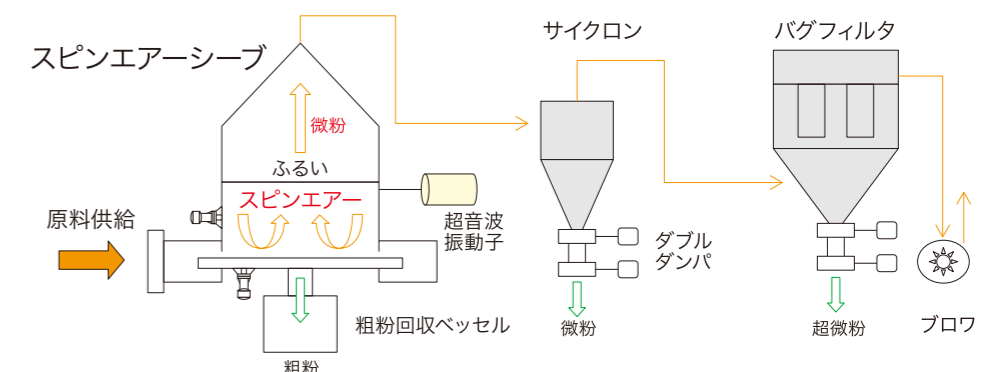 スピンエアーシーブ
サイクロン
バグフィルタ
微粉
ふるい
スピンエアー
原料供給
超音波
振動子
ダブル
ダンパ
粗粉回収ベッセル
粗粉
微粉
超微粉
ブロワ